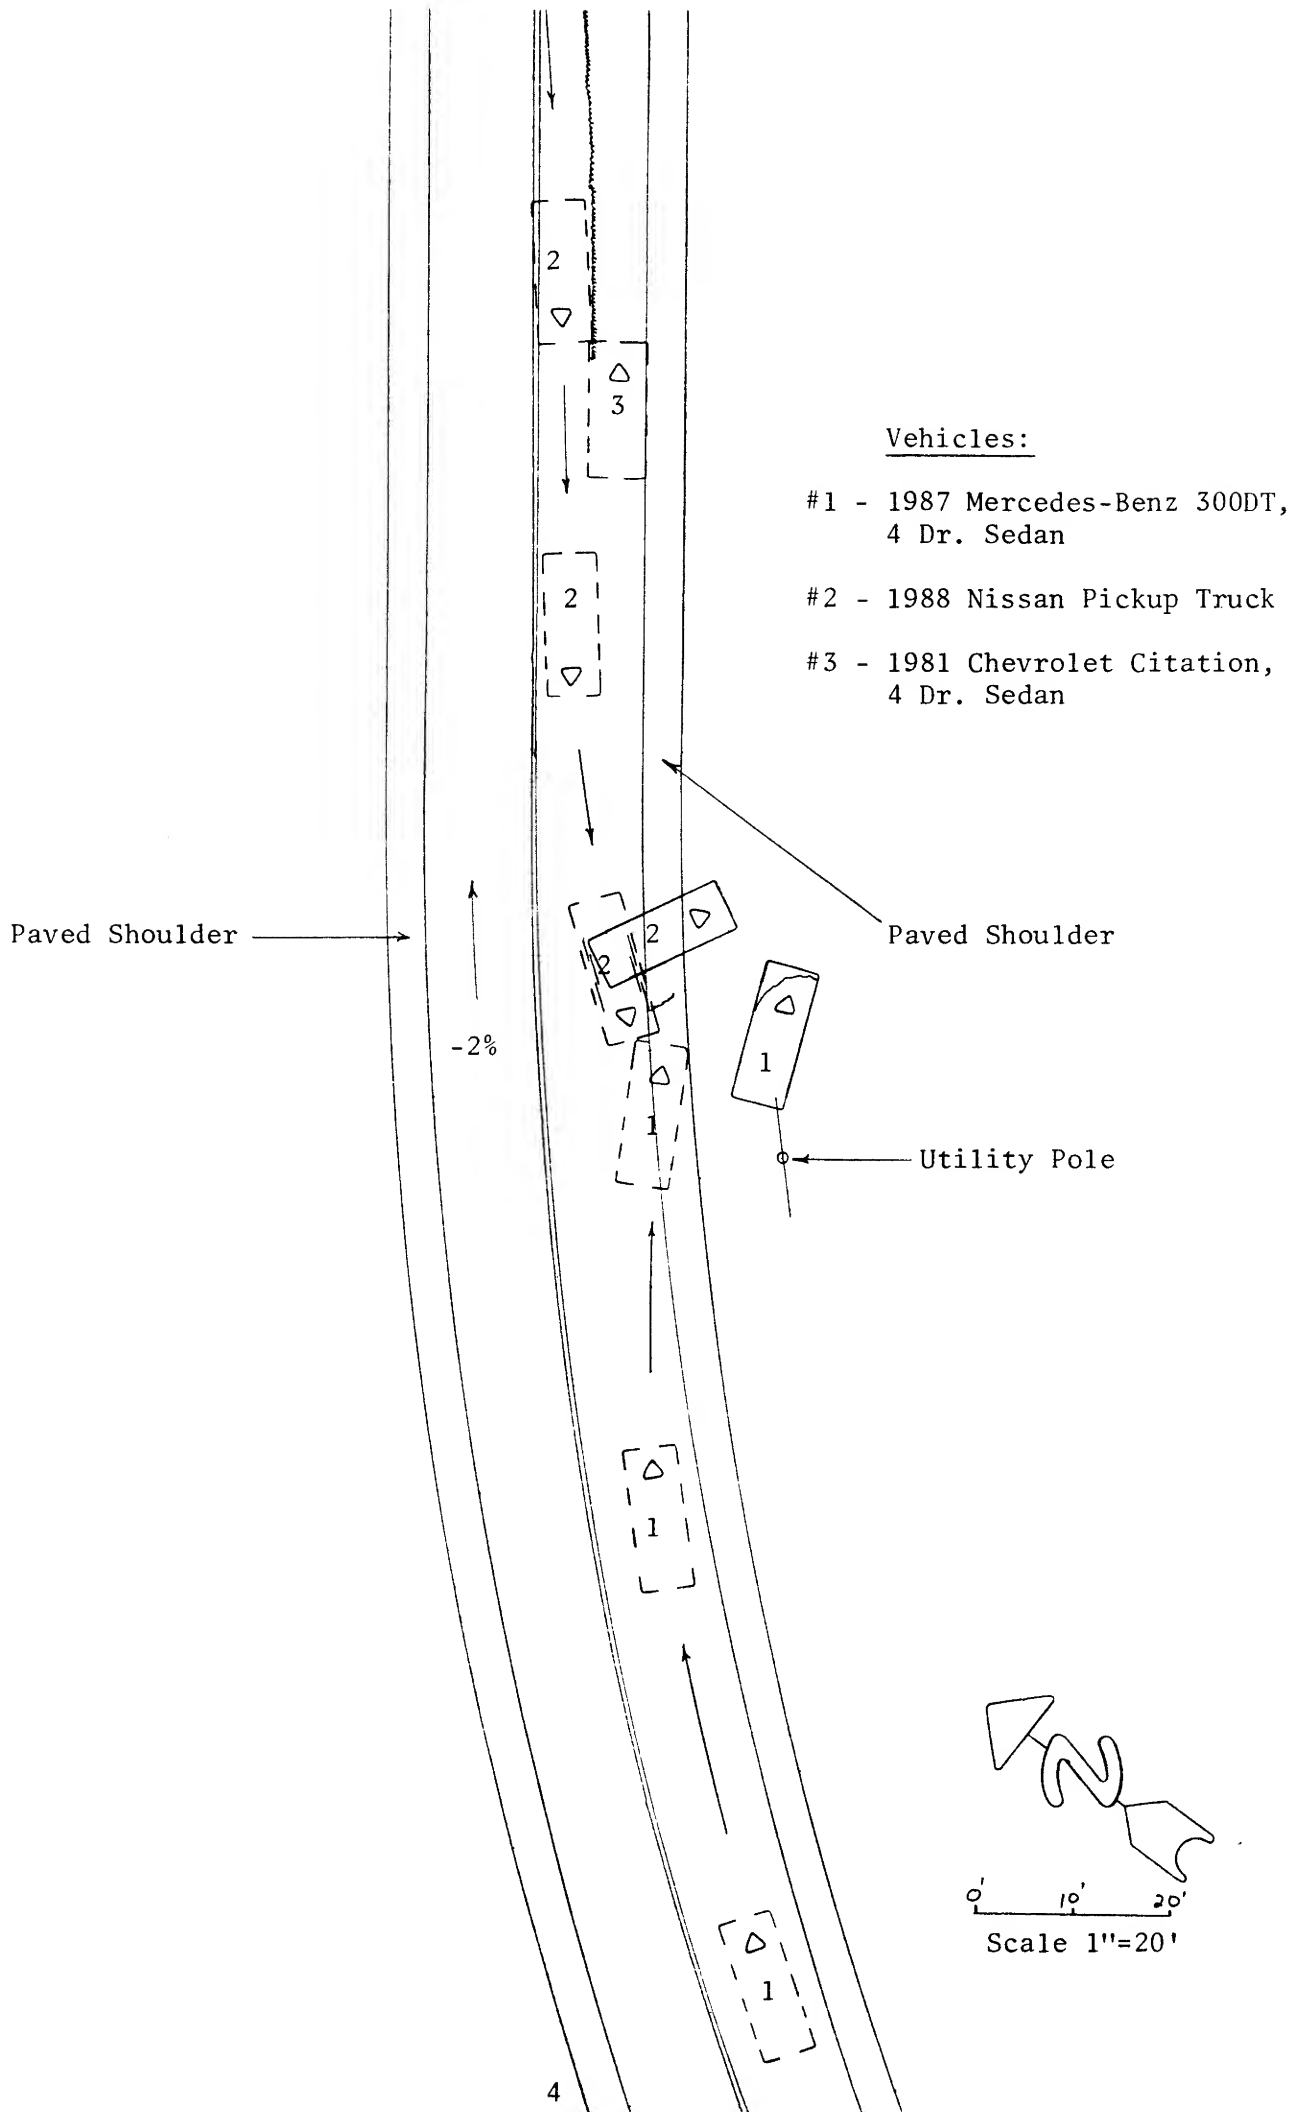 2
3
Vehicles:
#1 - 1987 Mercedes-Benz 300DT,
4 Dr. Sedan
2
#2 - 1988 Nissan Pickup Truck
#3 - 1981 Chevrolet Citation,
4 Dr. Sedan
Paved Shoulder
2
Paved Shoulder
2
-2%
1
1
Utility Pole
1
N
0' 10' 20'
Scale 1"=20'
1
4